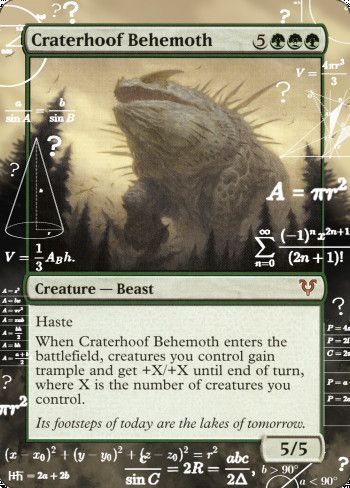 Craterhoof Behemoth 5
V = 4πr³ / 3
a / sin A = b / sin B
A = πr²
V = 1/3 A_B h.
∞ ∑ n=0 (-1)ⁿ x²ⁿ⁺¹ / (2n+1)!
Creature — Beast
Haste
When Craterhoof Behemoth enters the
battlefield, creatures you control gain
trample and get +X/+X until end of turn,
where X is the number of creatures you
control.
Its footsteps of today are the lakes of tomorrow.
πr²
5/5
(x - x₀)² + (y - y₀)² + (z - z₀)² = r²
c / sin C = 2R = abc / 2Δ, b > 90°
= 2a + 2b
a < 90°